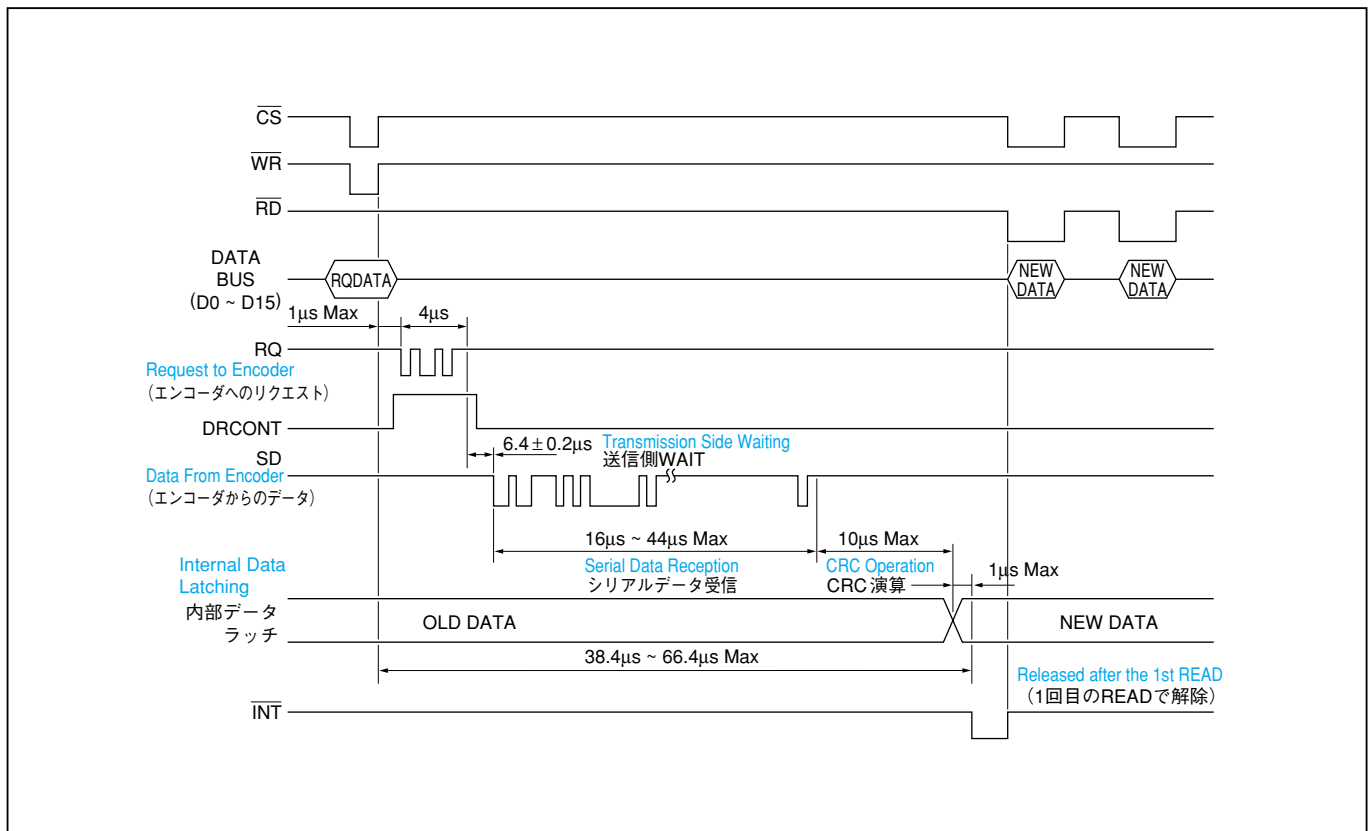 CS
WR
RD
DATA
BUS
(D0 ~ D15)
RQDATA
NEW
DATA
NEW
DATA
1μs Max
4μs
RQ
Request to Encoder
(エンコーダへのリクエスト)
DRCONT
6.4±0.2μs
Transmission Side Waiting
送信側WAIT
SD
Data From Encoder
(エンコーダからのデータ)
16μs ~ 44μs Max
10μs Max
Serial Data Reception
シリアルデータ受信
CRC Operation
CRC演算
1μs Max
Internal Data
Latching
内部データ
ラッチ
OLD DATA
NEW DATA
38.4μs ~ 66.4μs Max
Released after the 1st READ
(1回目のREADで解除)
INT